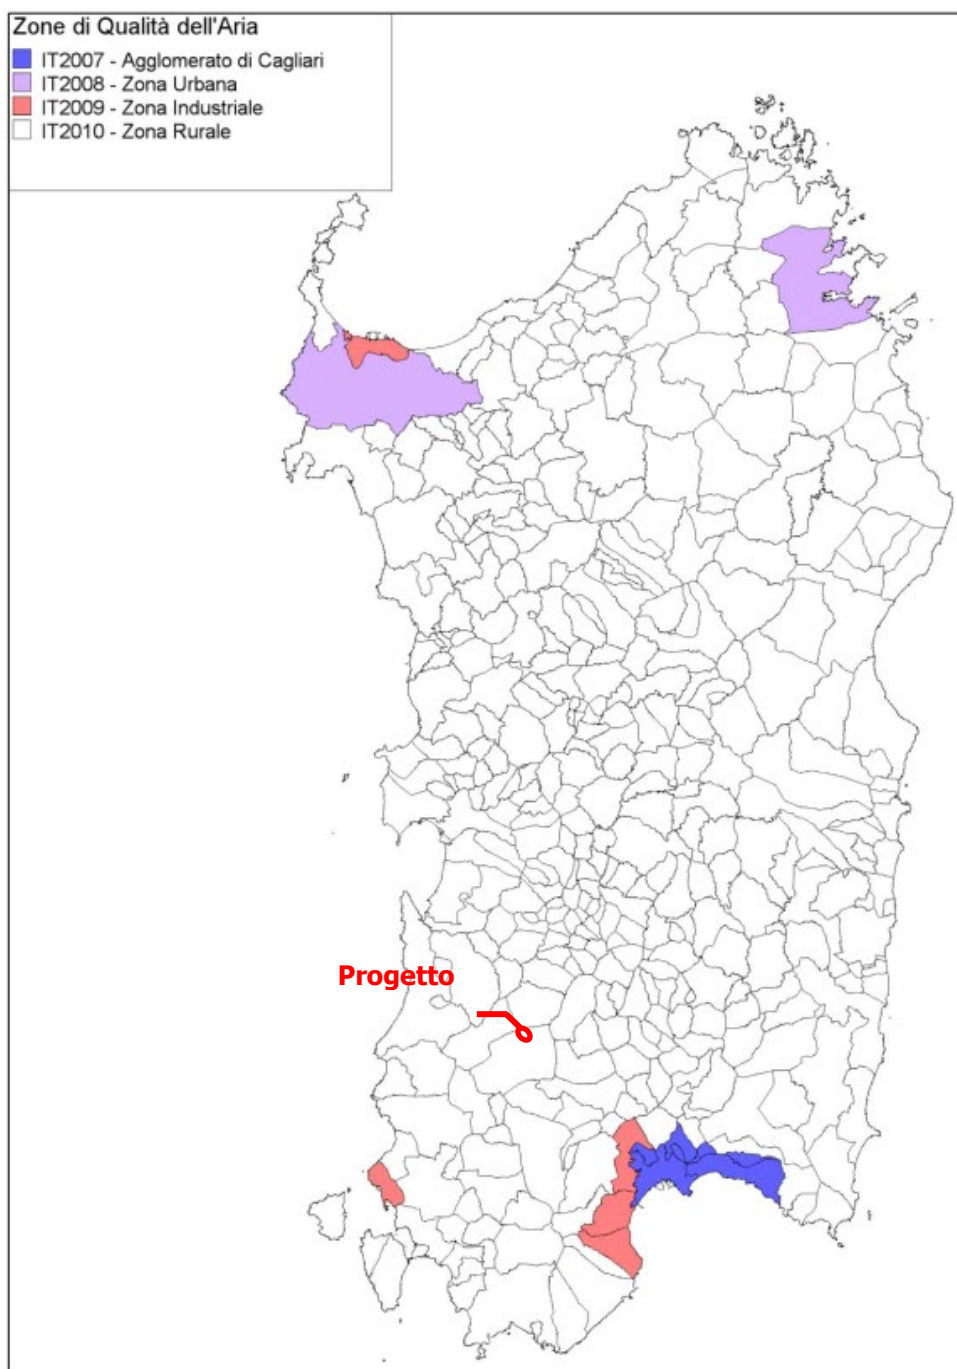 Zone di Qualità dell'Aria
IT2007 - Agglomerato di Cagliari
IT2008 - Zona Urbana
IT2009 - Zona Industriale
IT2010 - Zona Rurale
Progetto